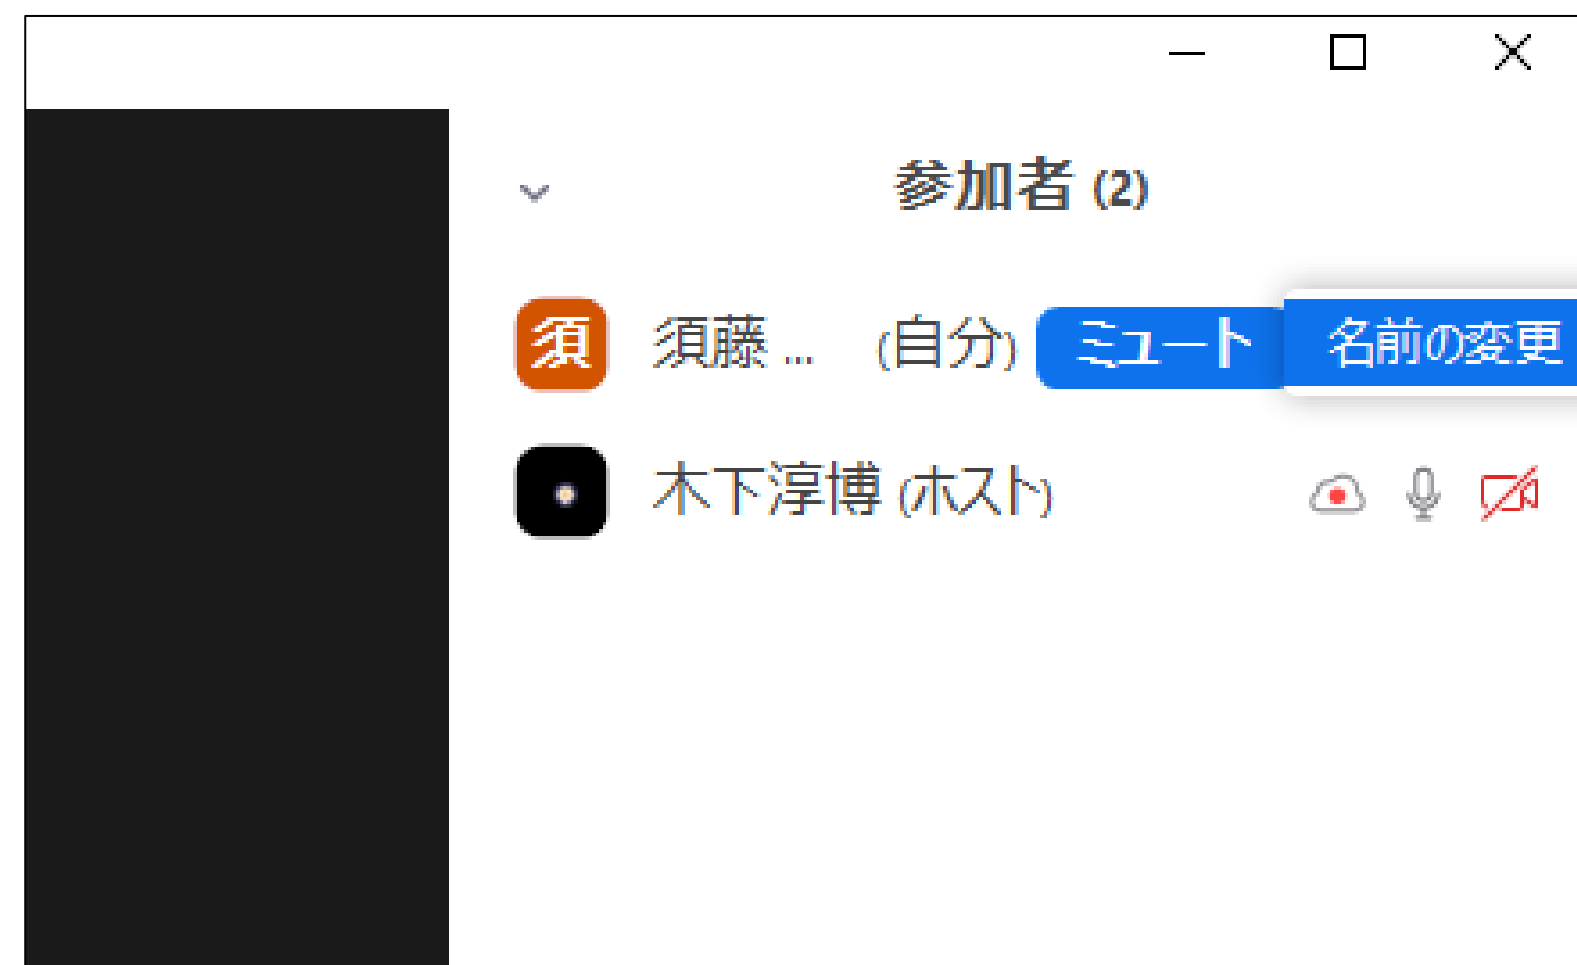 参加者 (2)
須 須藤 ... (自分) ミュート 名前の変更
木下淳博 (ホスト)